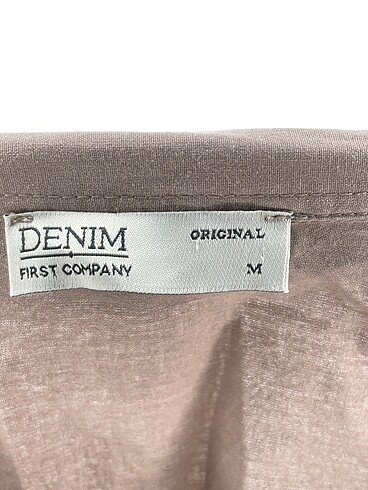 DENIM
FIRST COMPANY
ORIGINAL
M